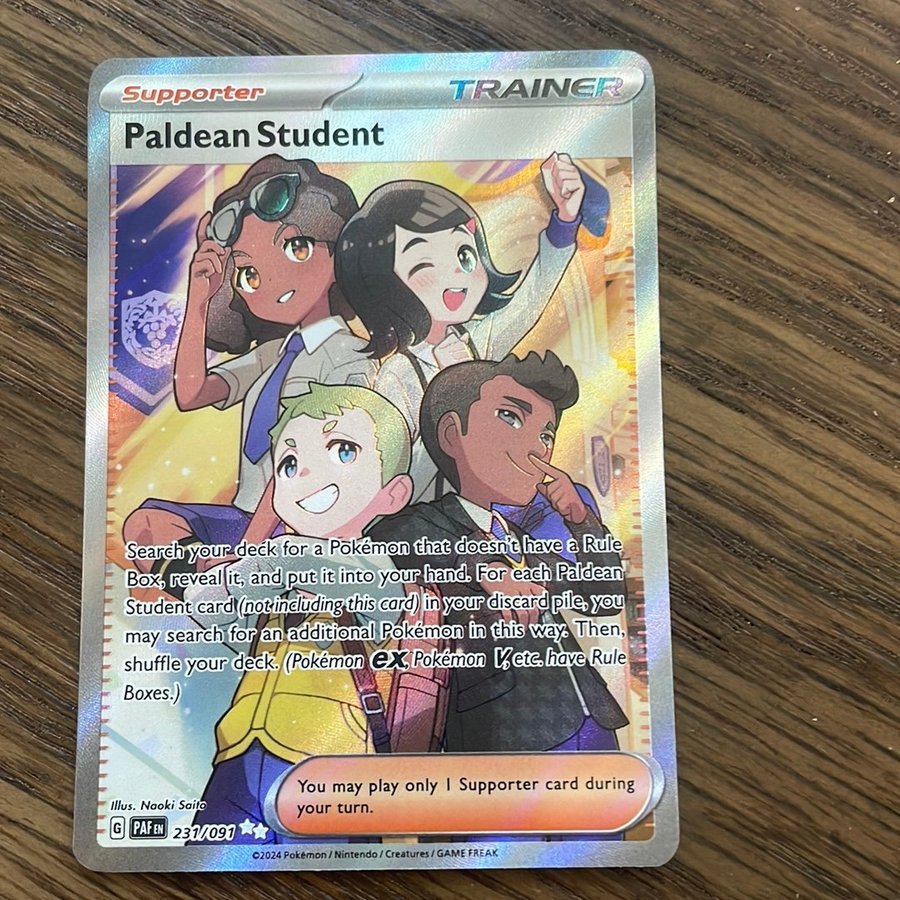 Supporter TRAINER
Paldean Student
Search your deck for a Pokémon that doesn't have a Rule
Box, reveal it, and put it into your hand. For each Paldean
Student card (not including this card) in your discard pile, you
may search for an additional Pokémon in this way. Then,
shuffle your deck. (Pokémon ex, Pokémon V, etc. have Rule
Boxes.)
You may play only 1 Supporter card during
your turn.
Illus. Naoki Saito
G PAF EN 231/091
©2024 Pokémon / Nintendo / Creatures / GAME FREAK